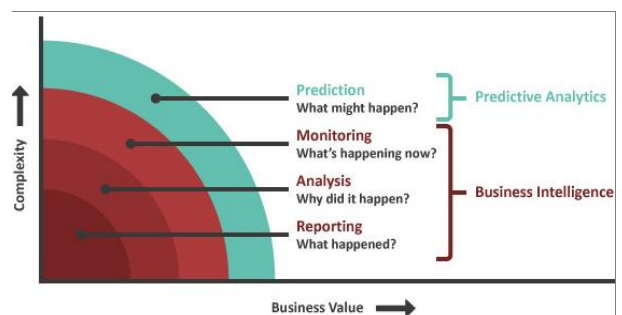 Prediction
What might happen?
Predictive Analytics
Monitoring
What's happening now?
Analysis
Why did it happen?
Business Intelligence
Reporting
What happened?
Complexity
Business Value